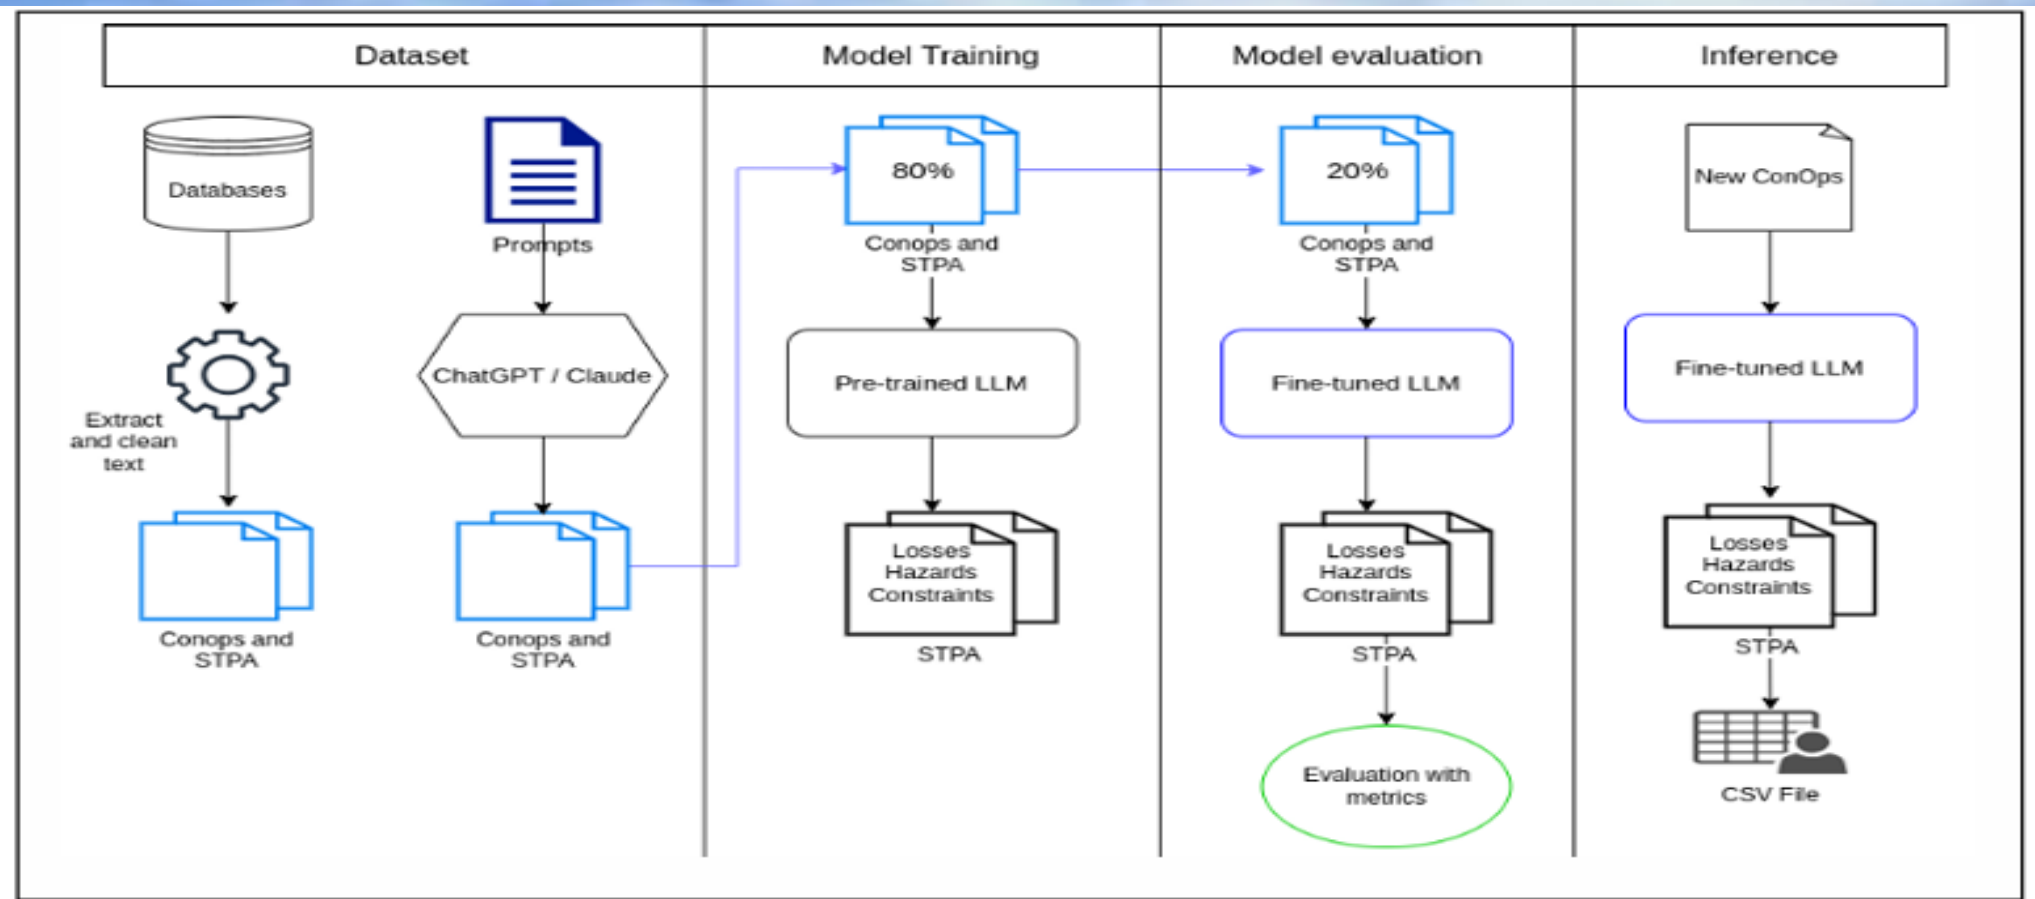 Dataset
Model Training
Model evaluation
Inference
Databases
Extract
and clean
text
Conops and
STPA
Prompts
ChatGPT / Claude
Conops and
STPA
80%
Conops and
STPA
Pre-trained LLM
Losses
Hazards
Constraints
STPA
20%
Conops and
STPA
Fine-tuned LLM
Losses
Hazards
Constraints
STPA
Evaluation with
metrics
New ConOps
Fine-tuned LLM
Losses
Hazards
Constraints
STPA
CSV File